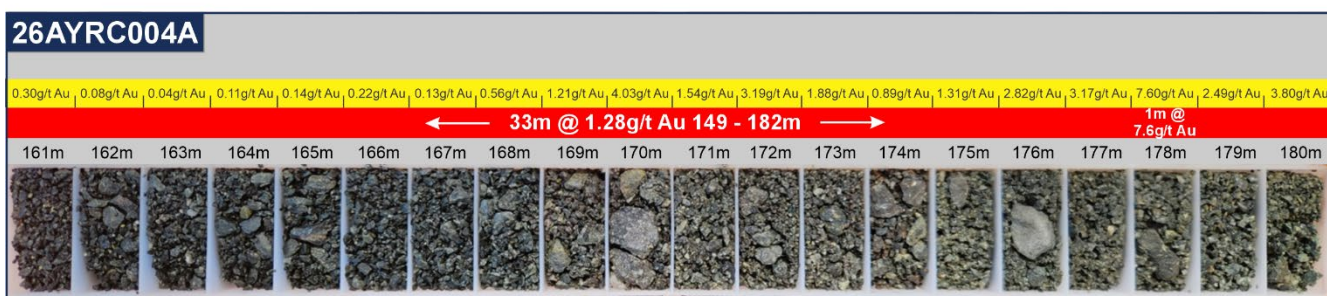 26AYRC004A
0.30g/t Au 0.08g/t Au 0.04g/t Au 0.11g/t Au 0.14g/t Au 0.22g/t Au 0.13g/t Au 0.56g/t Au 1.21g/t Au 4.03g/t Au 1.54g/t Au 3.19g/t Au 1.88g/t Au 0.89g/t Au 1.31g/t Au 2.82g/t Au 3.17g/t Au 7.60g/t Au 2.49g/t Au 3.80g/t Au
33m @ 1.28g/t Au 149 - 182m
1m @
7.6g/t Au
161m 162m 163m 164m 165m 166m 167m 168m 169m 170m 171m 172m 173m 174m 175m 176m 177m 178m 179m 180m